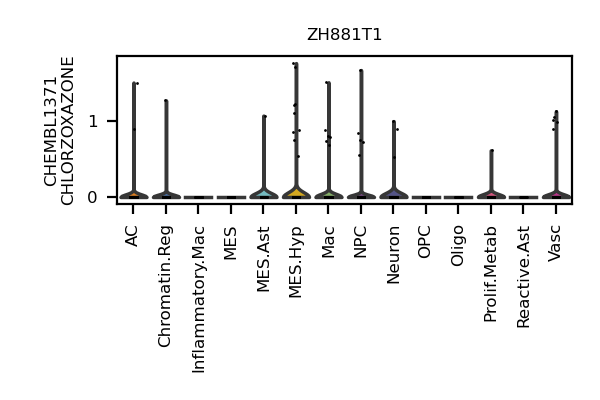 ZH881T1
CHEMBL1371
CHLORZOXAZONE
1
0
AC
Chromatin.Reg
Inflammatory.Mac
MES
MES.Ast
MES.Hyp
Mac
NPC
Neuron
OPC
Oligo
Prolif.Metab
Reactive.Ast
Vasc